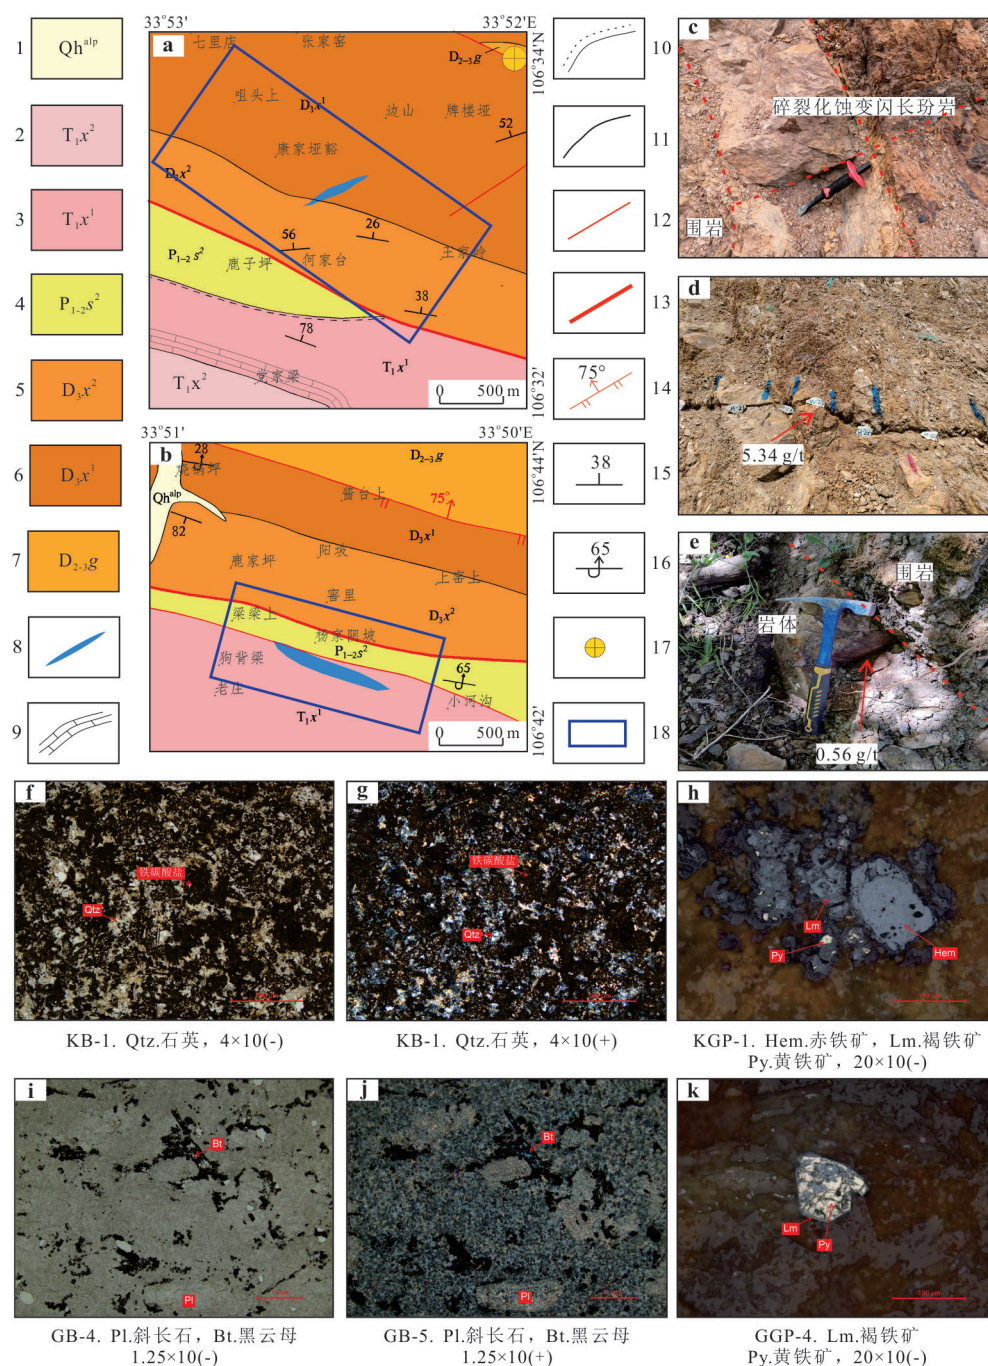 33°53′
33°52′E
1
Qh^alp
2
T₁x²
3
T₁x¹
4
P₁₋₂s²
5
D₃x²
6
D₃x¹
7
D₂₋₃g
8
9
a
七里店
张家窑
D₂₋₃g
咀头上
D₃x¹
边山
牌楼垭
52
康家垭豁
D₃x²
56
26
P₁₋₂s²
鹿子坪
何家台
王家岭
38
78
T₁x¹
T₁x²
党家梁
0 500 m
106°34′N
106°32′
33°51′
33°50′E
b
28
D₂₋₃g
Qh^alp
酱台上
75°
82
D₃x¹
阳坡
鹿家坪
上窑上
窑里
D₃x²
梁梁上
杨家阴坡
P₁₋₂s²
狗背梁
65
老庄
小河沟
T₁x¹
0 500 m
106°44′N
106°42′
10
11
12
13
75°
14
38
15
65
16
17
18
c
碎裂化蚀变闪长玢岩
围岩
d
5.34 g/t
e
围岩
岩体
0.56 g/t
f
铁碳酸盐
Qtz
KB-1. Qtz.石英，4×10(-)
g
铁碳酸盐
Qtz
KB-1. Qtz.石英，4×10(+)
h
Lm
Py
Hem
KGP-1. Hem.赤铁矿，Lm.褐铁矿
Py.黄铁矿，20×10(-)
i
Bt
Pl
GB-4. Pl.斜长石，Bt.黑云母
1.25×10(-)
j
Bt
Pl
GB-5. Pl.斜长石，Bt.黑云母
1.25×10(+)
k
Lm
Py
100 μm
GGP-4. Lm.褐铁矿
Py.黄铁矿，20×10(-)